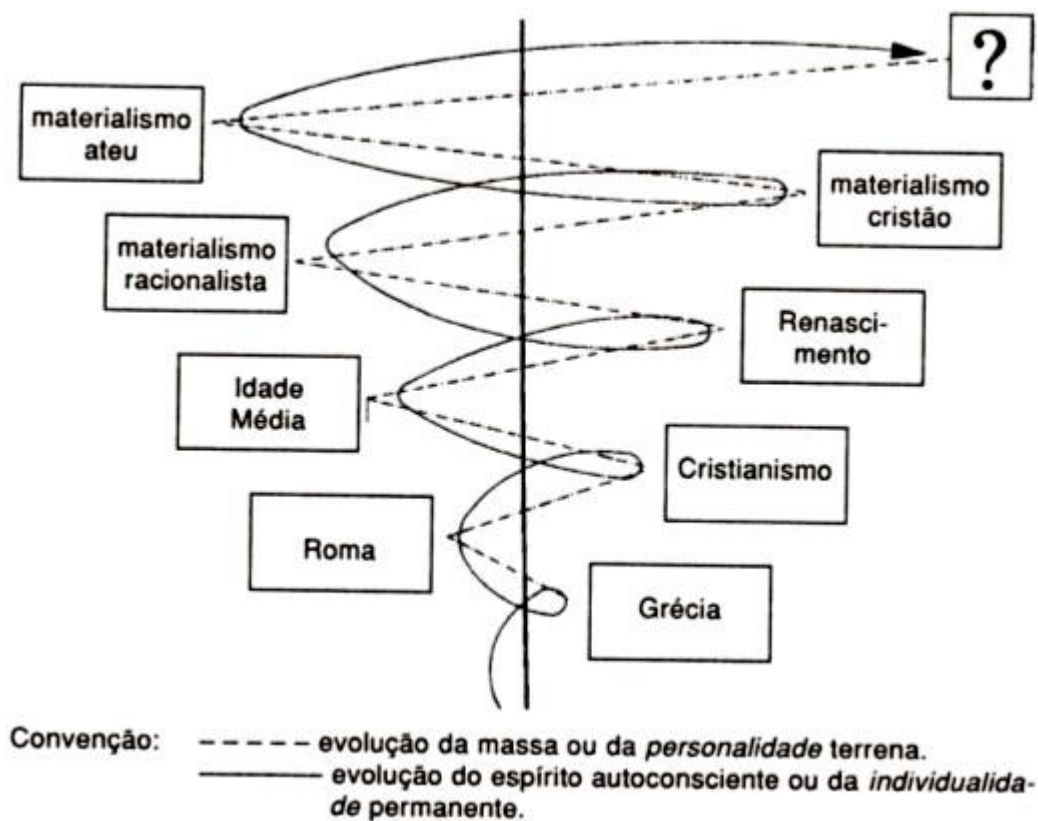 ?
materialismo
ateu
materialismo
cristão
materialismo
racionalista
Renasci-
mento
Idade
Média
Cristianismo
Roma
Grécia
Convenção: evolução da massa ou da personalidade terrena.
evolução do espírito autoconsciente ou da individualida-
de permanente.